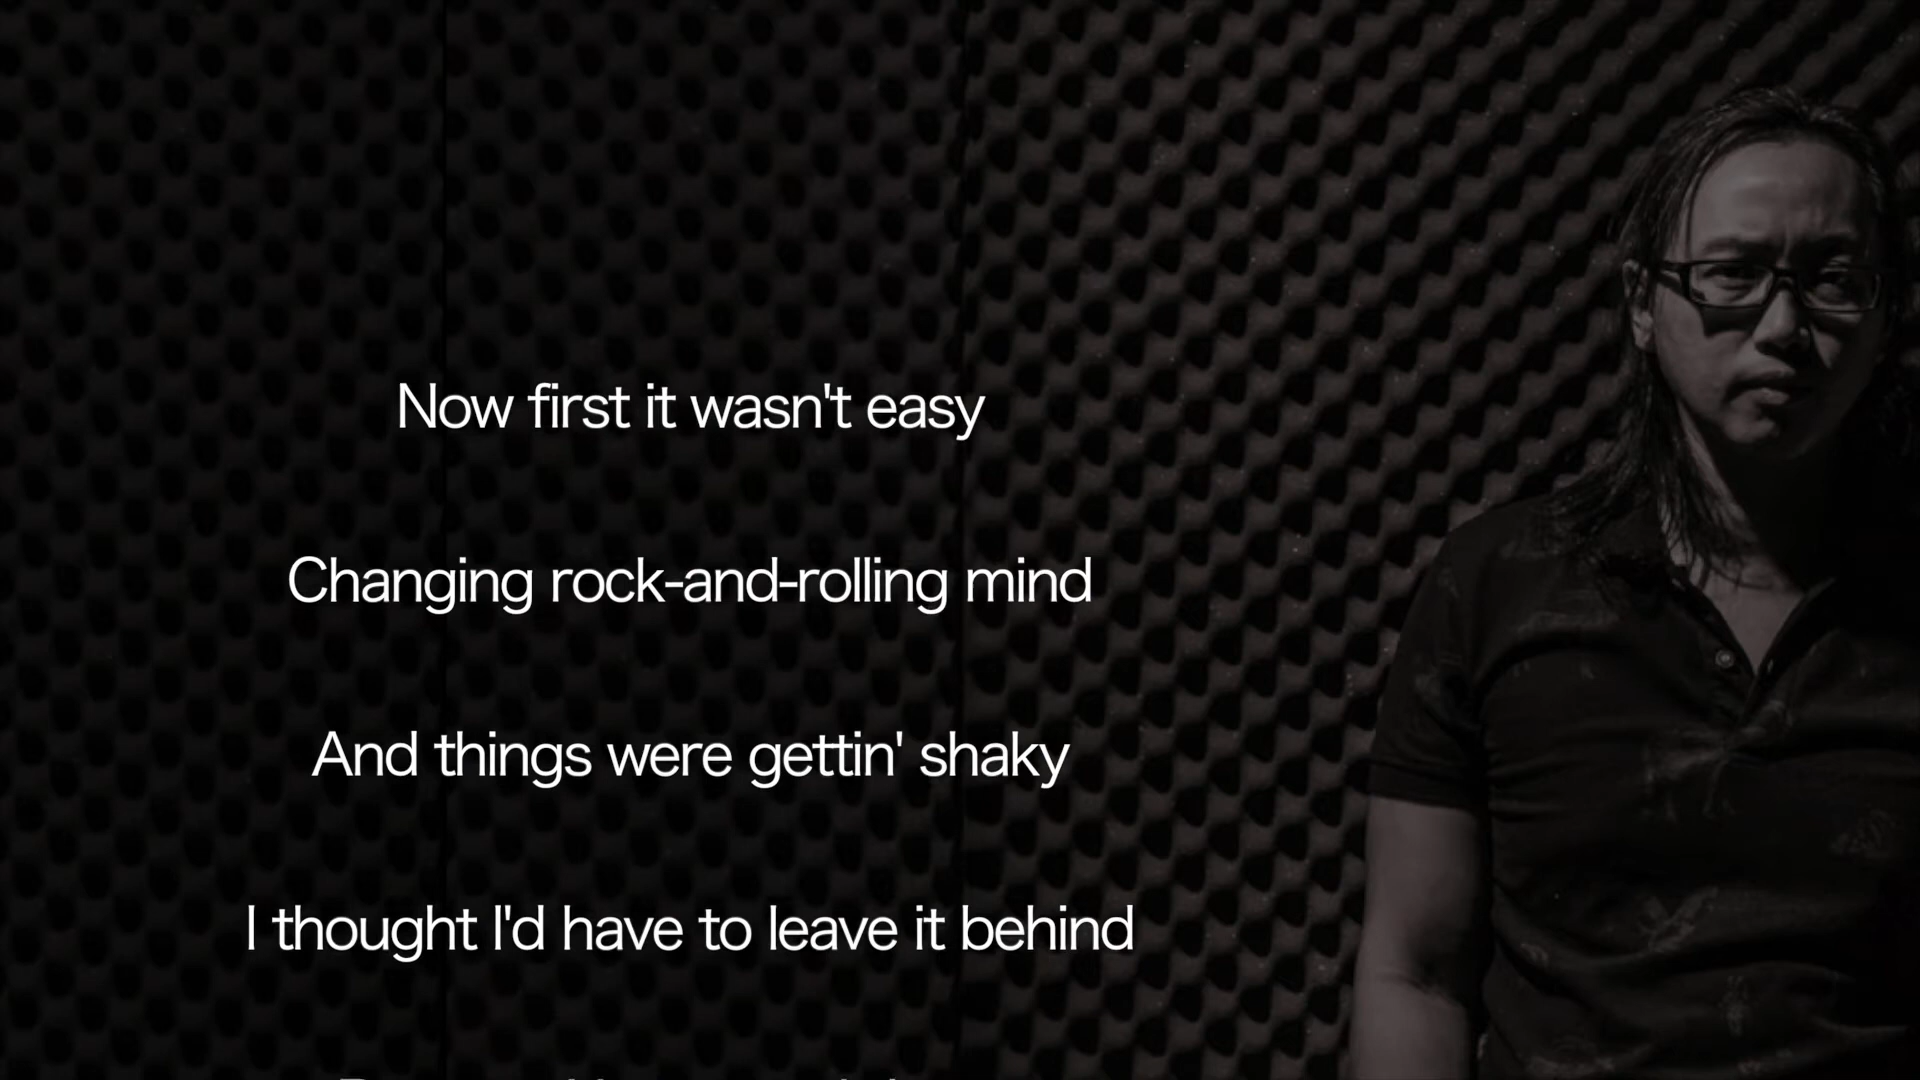 Now first it wasn't easy
Changing rock-and-rolling mind
And things were gettin' shaky
I thought I'd have to leave it behind